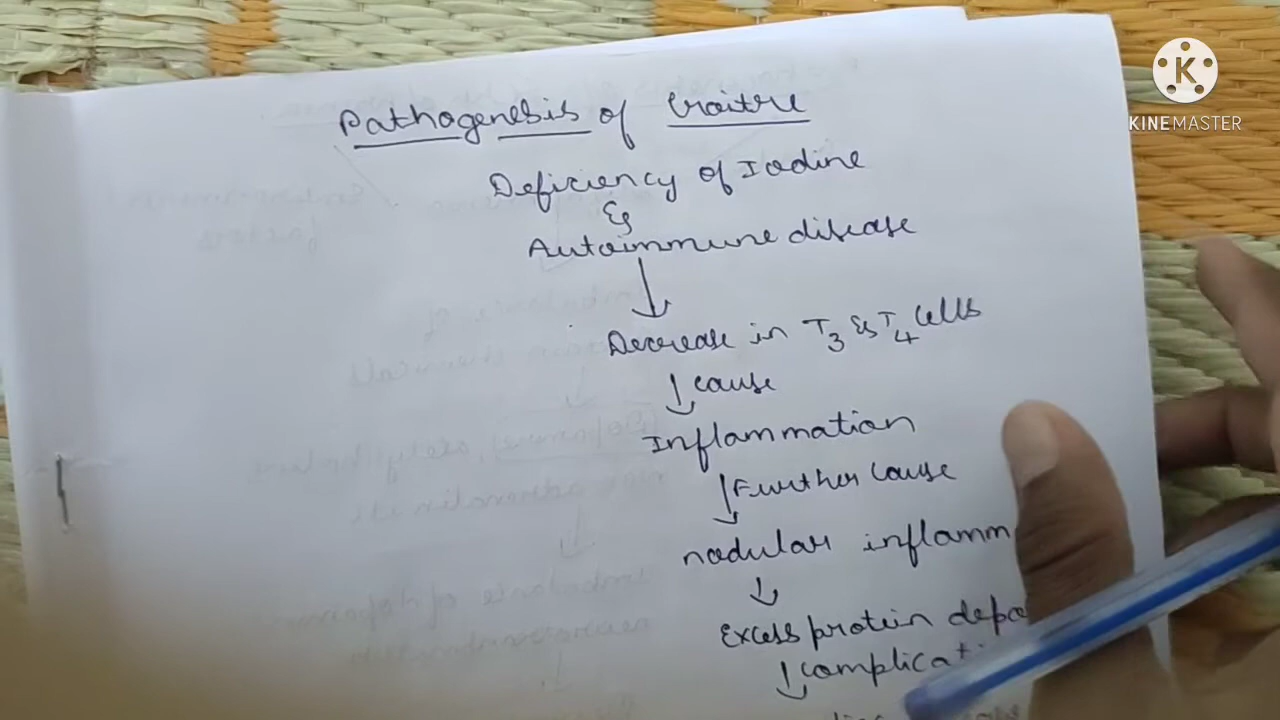 Pathogenesis of Goitre
Deficiency of Iodine
&
Autoimmune disease
Decrease in T3 & T4 cells
cause
Inflammation
Further cause
nodular inflamm
Excess protein depo
complicati
K
KINEMASTER